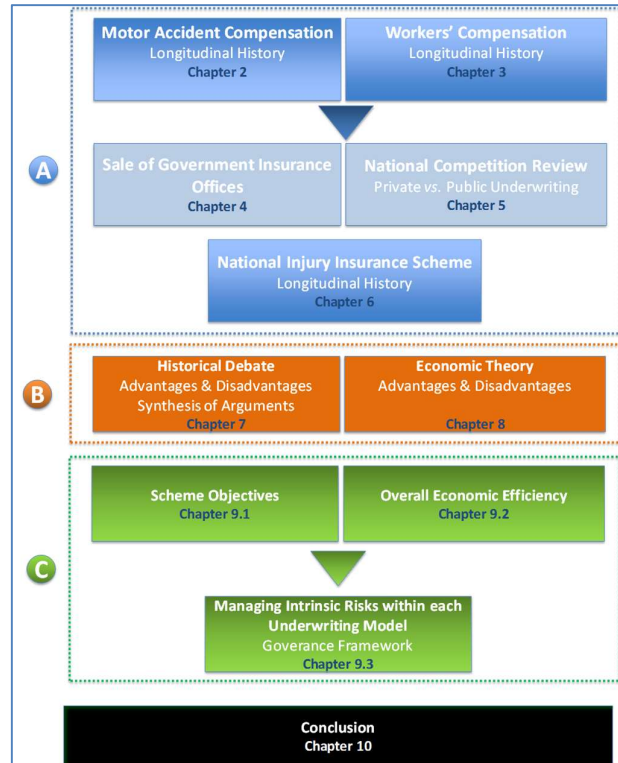 Motor Accident Compensation
Longitudinal History
Chapter 2
Workers' Compensation
Longitudinal History
Chapter 3
A
Sale of Government Insurance
Offices
Chapter 4
National Competition Review
Private vs. Public Underwriting
Chapter 5
National Injury Insurance Scheme
Longitudinal History
Chapter 6
B
Historical Debate
Advantages & Disadvantages
Synthesis of Arguments
Chapter 7
Economic Theory
Advantages & Disadvantages
Chapter 8
C
Scheme Objectives
Chapter 9.1
Overall Economic Efficiency
Chapter 9.2
Managing Intrinsic Risks within each
Underwriting Model
Goverance Framework
Chapter 9.3
Conclusion
Chapter 10